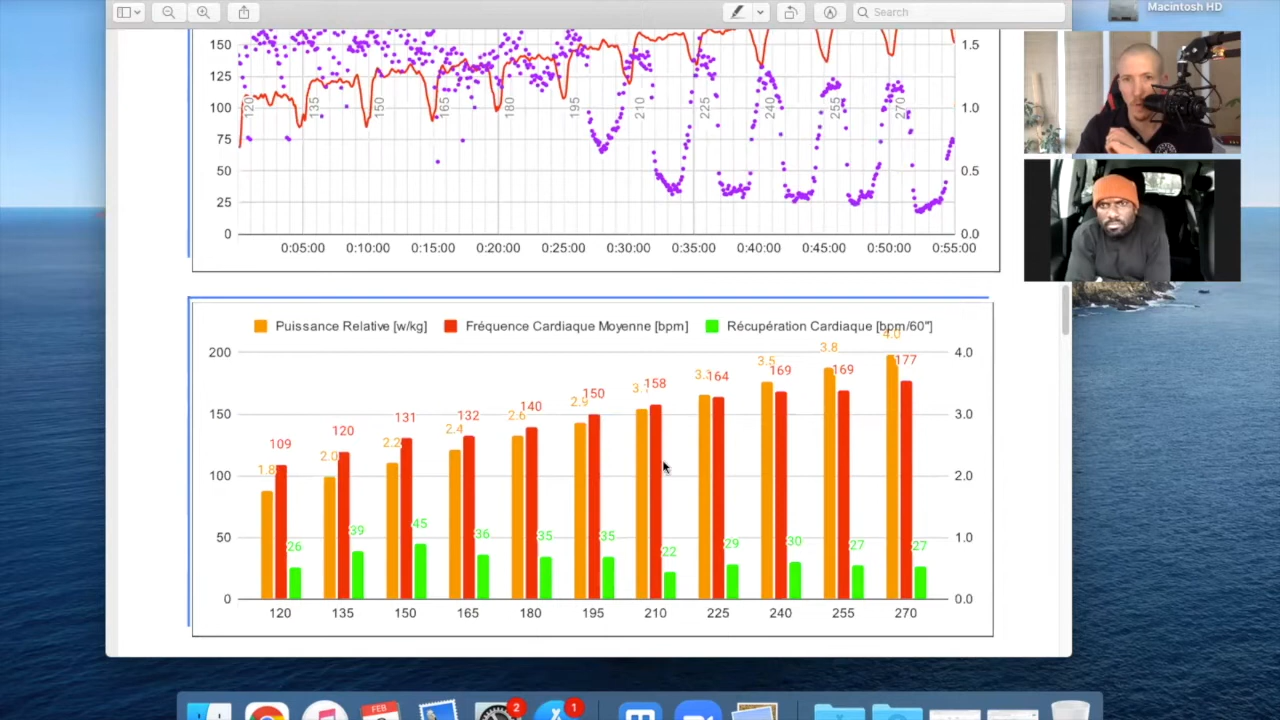 Search
Macintosh HD
150 1.5
125
100 1.0
75
50 0.5
25
0 0.0
120 135 150 165 180 195 210 225 240 255 270
0:05:00 0:10:00 0:15:00 0:20:00 0:25:00 0:30:00 0:35:00 0:40:00 0:45:00 0:50:00 0:55:00
Puissance Relative [w/kg] Fréquence Cardiaque Moyenne [bpm] Récupération Cardiaque [bpm/60"]
200 4.0
150 3.0
100 2.0
50 1.0
0 0.0
1.8 2.0 2.2 2.4 2.6 2.9 3.5 3.8 4.0
109 120 131 132 140 150 158 164 169 169 177
26 39 45 36 35 35 22 29 30 27 27
120 135 150 165 180 195 210 225 240 255 270
FEB
2
1